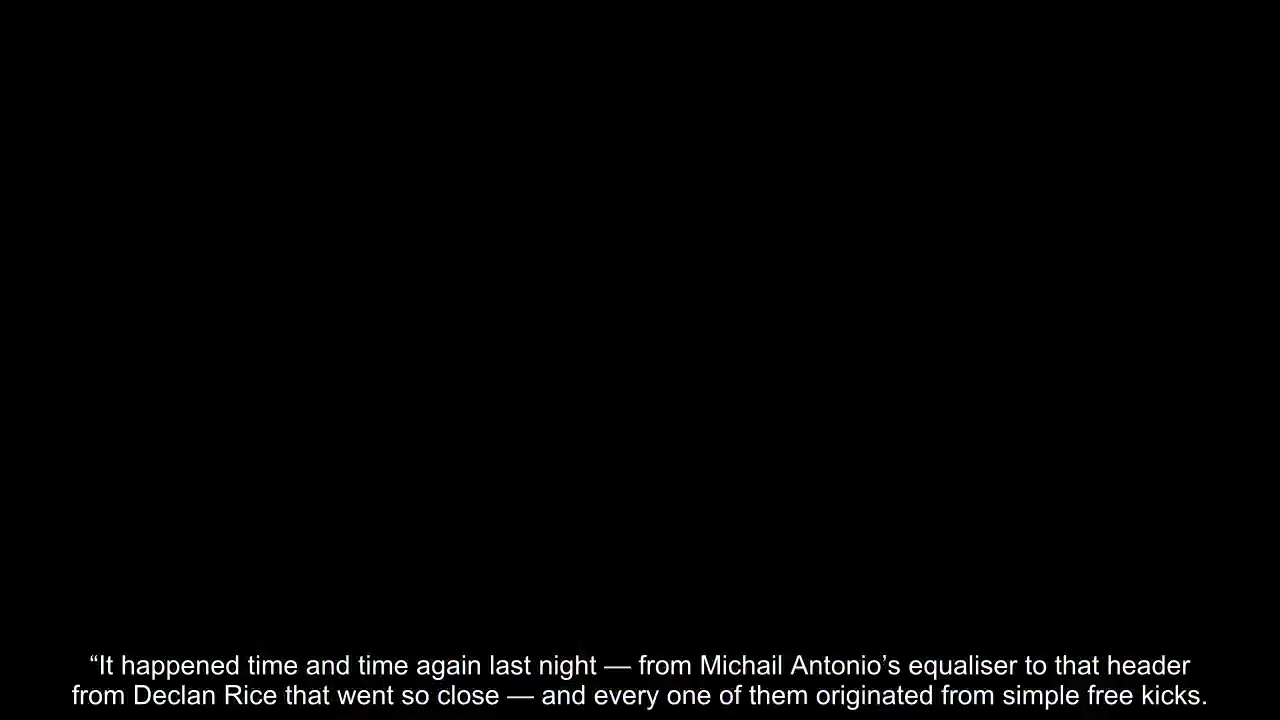 “It happened time and time again last night — from Michail Antonio’s equaliser to that header
from Declan Rice that went so close — and every one of them originated from simple free kicks.